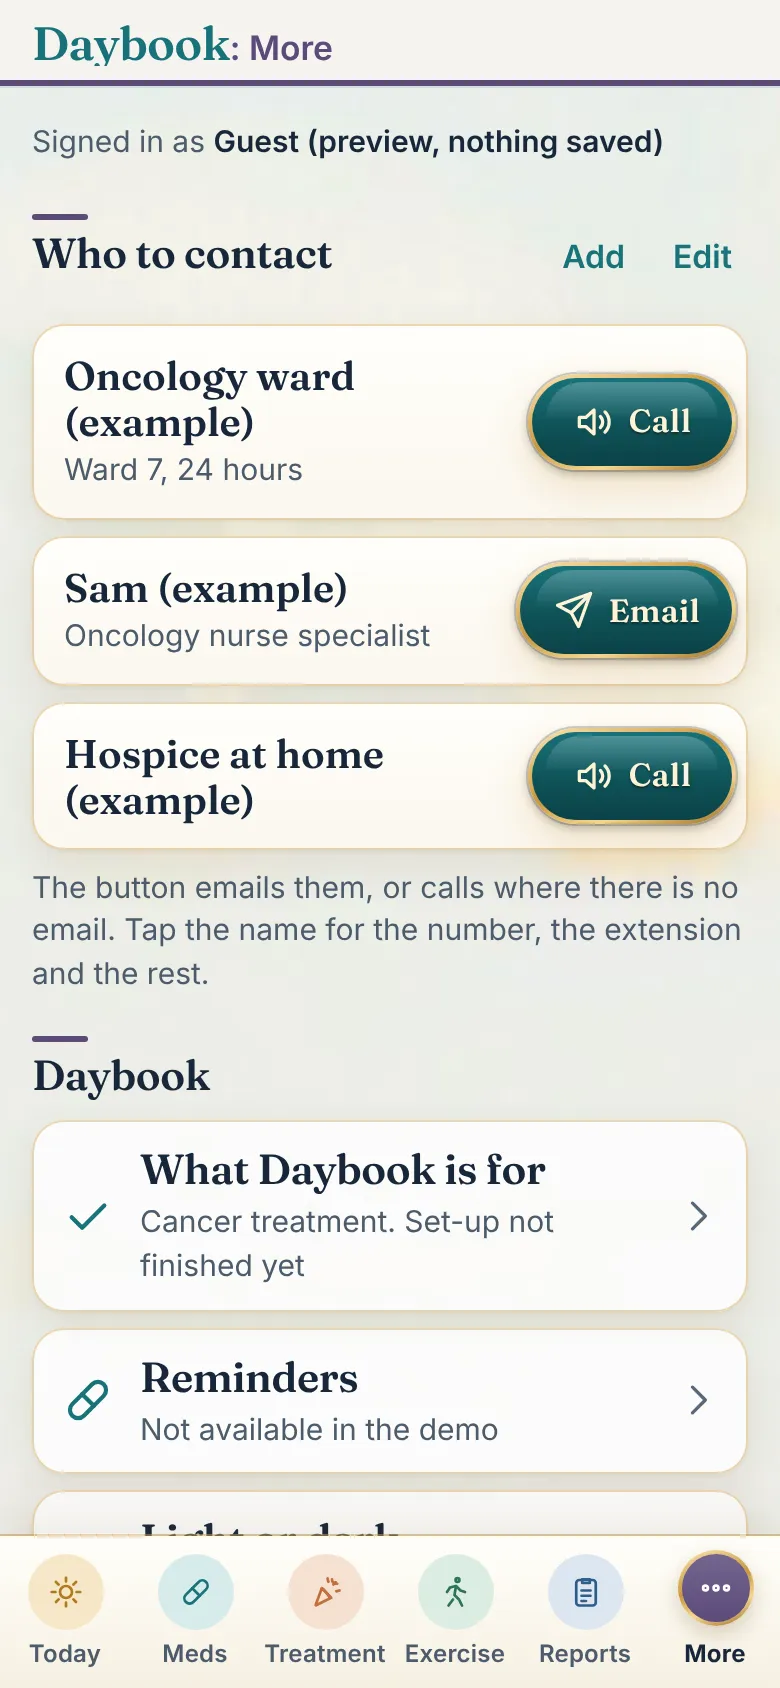 Daybook: More
Signed in as Guest (preview, nothing saved)
Who to contact
Add
Edit
Oncology ward
(example)
Ward 7, 24 hours
Call
Sam (example)
Oncology nurse specialist
Email
Hospice at home
(example)
Call
The button emails them, or calls where there is no
email. Tap the name for the number, the extension
and the rest.
Daybook
What Daybook is for
Cancer treatment. Set-up not
finished yet
Reminders
Not available in the demo
Light or dark
Today
Meds
Treatment
Exercise
Reports
More